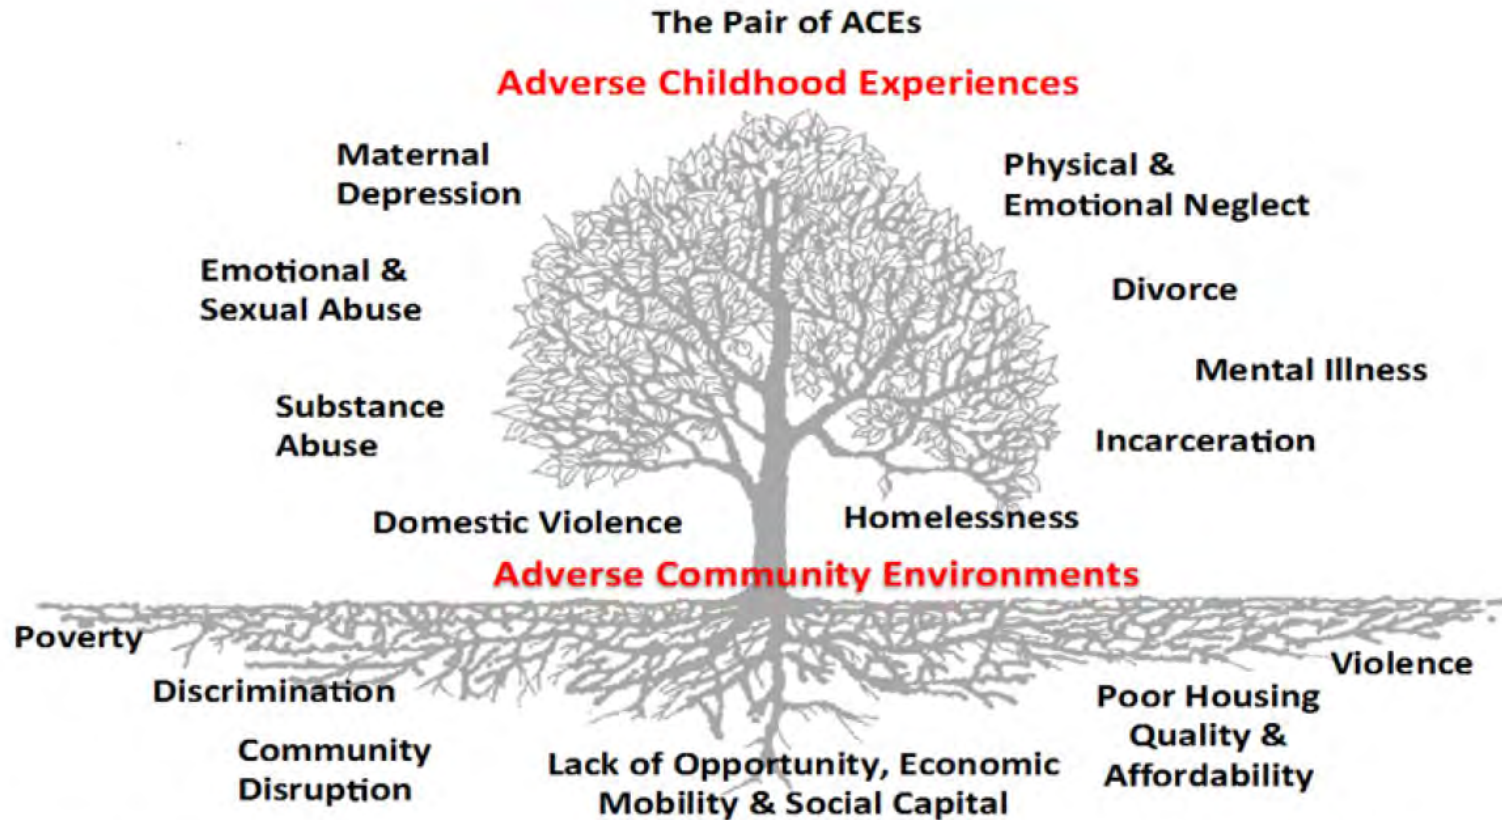 The Pair of ACEs
Adverse Childhood Experiences
Maternal
Depression
Physical &
Emotional Neglect
Emotional &
Sexual Abuse
Divorce
Mental Illness
Substance
Abuse
Incarceration
Domestic Violence
Homelessness
Adverse Community Environments
Poverty
Violence
Discrimination
Poor Housing
Quality &
Affordability
Community
Disruption
Lack of Opportunity, Economic
Mobility & Social Capital